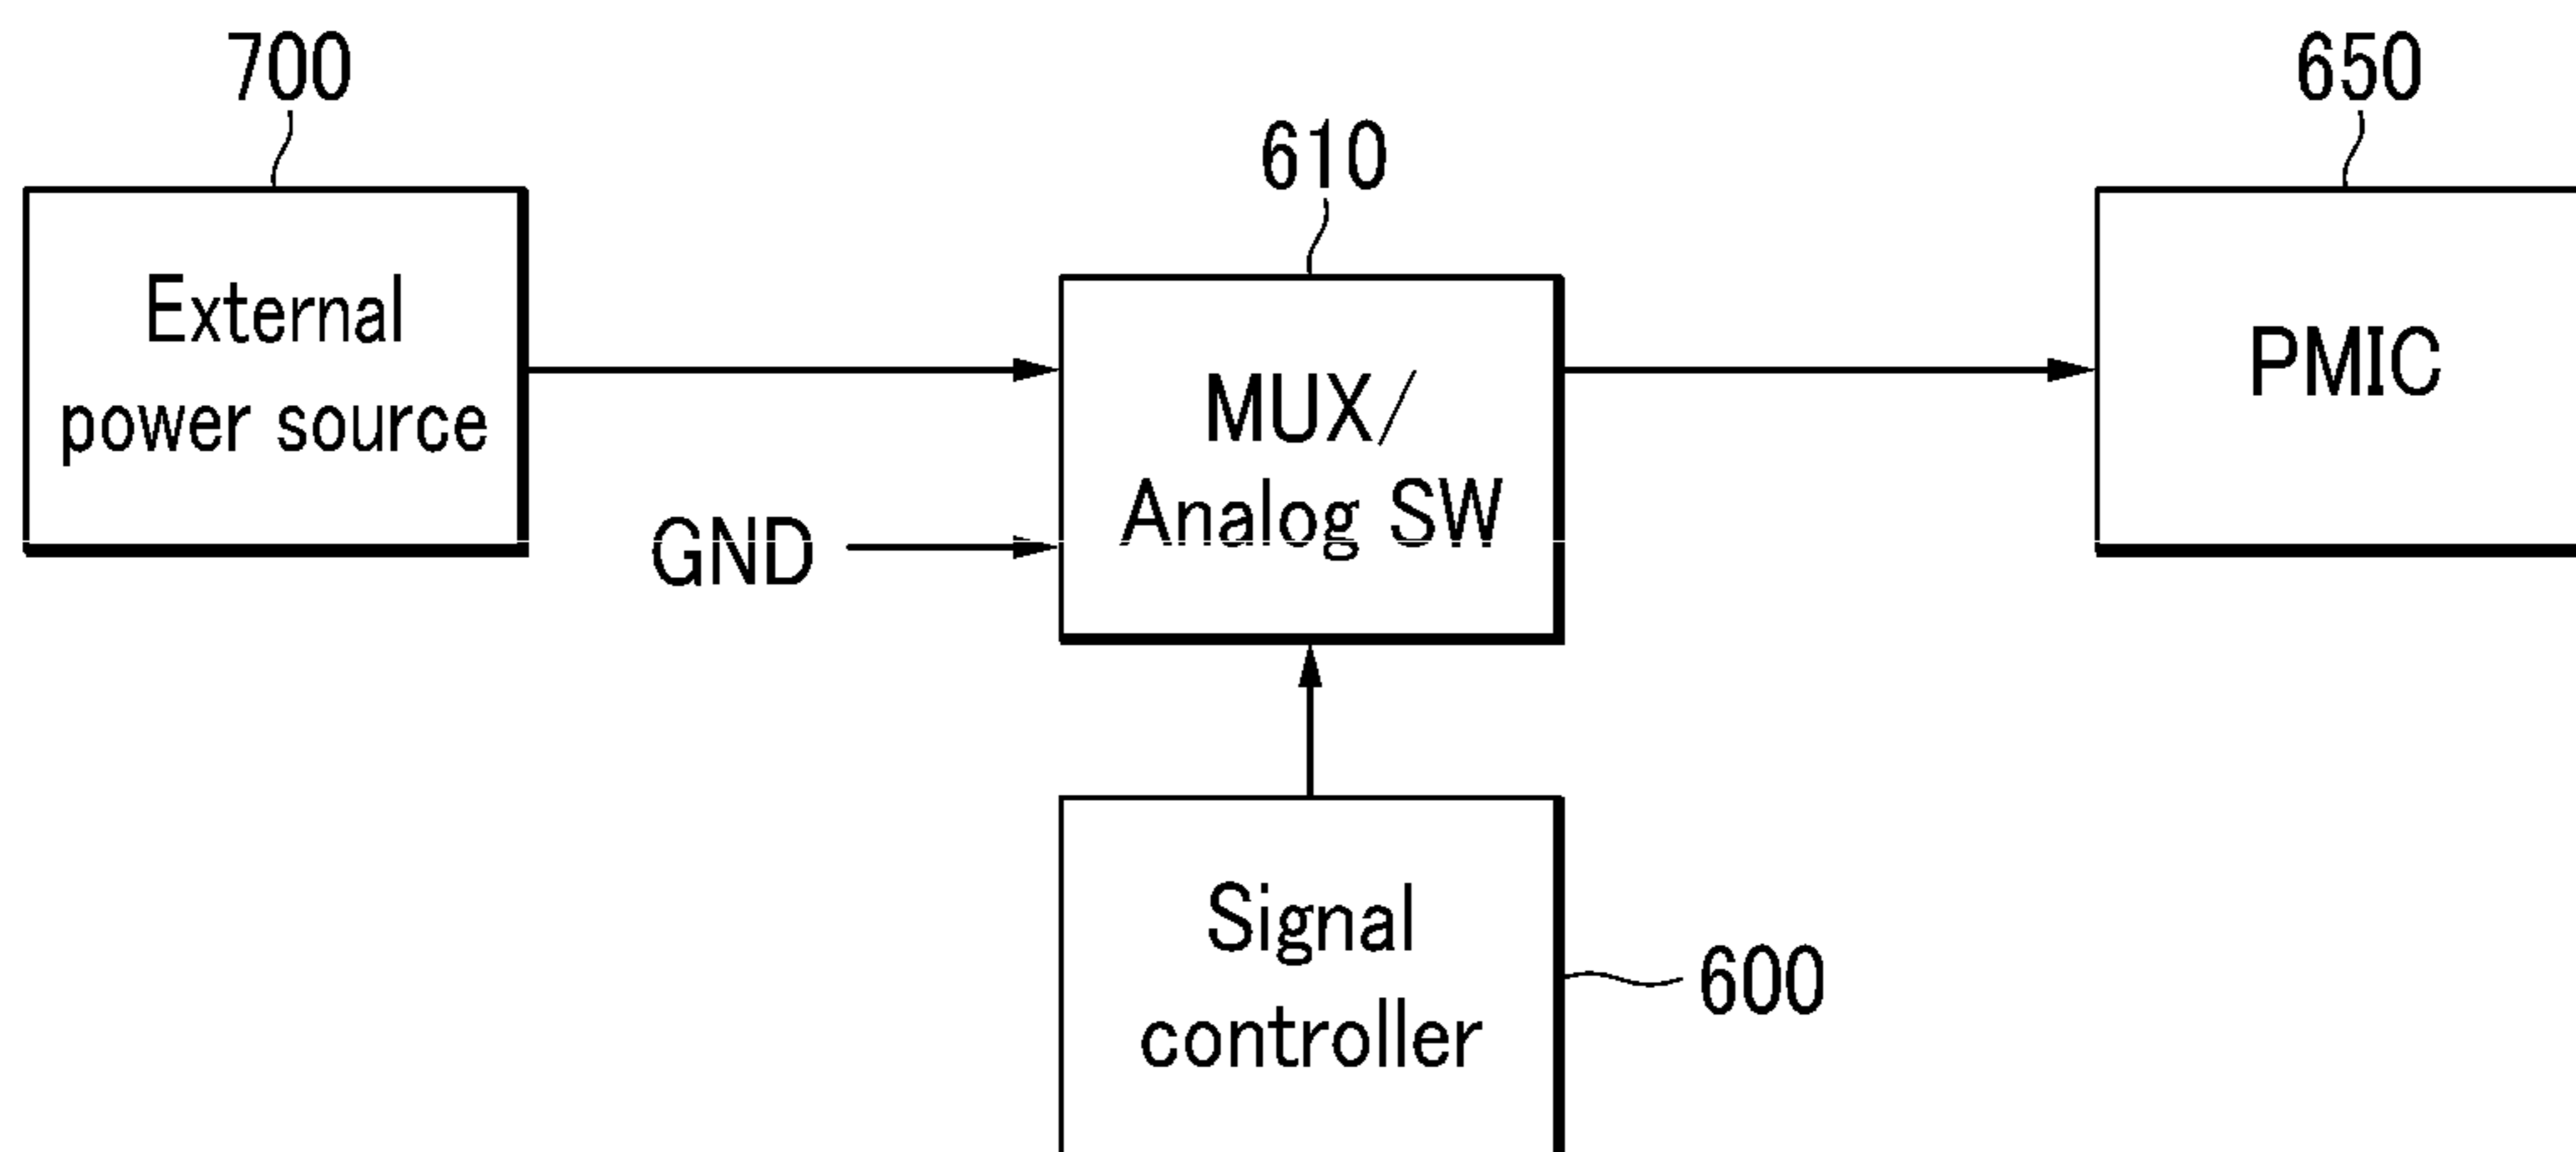 700
650
610
External
power source
MUX/
Analog SW
PMIC
GND
Signal
controller
600